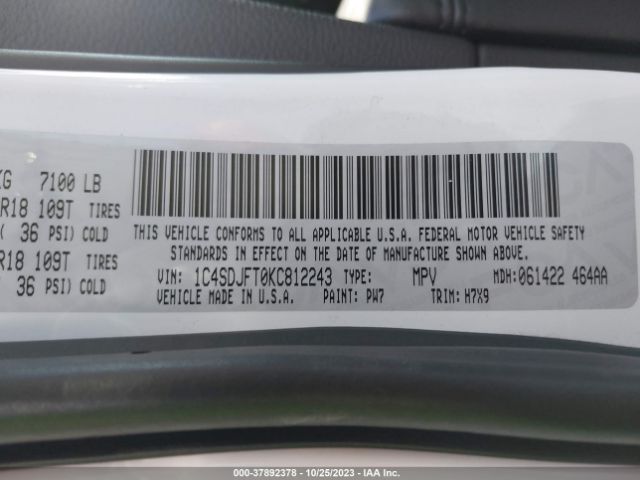 KG 7100 LB
R18 109T TIRES
( 36 PSI) COLD
R18 109T TIRES
36 PSI) COLD
THIS VEHICLE CONFORMS TO ALL APPLICABLE U.S.A. FEDERAL MOTOR VEHICLE SAFETY
STANDARDS IN EFFECT ON THE DATE OF MANUFACTURE SHOWN ABOVE.
VIN: 1C4SDJFT0KC812243 TYPE: MPV MDH: 061422 464AA
VEHICLE MADE IN U.S.A. PAINT: PW7 TRIM: H7X9
000-37892378 - 10/25/2023 - IAA Inc.